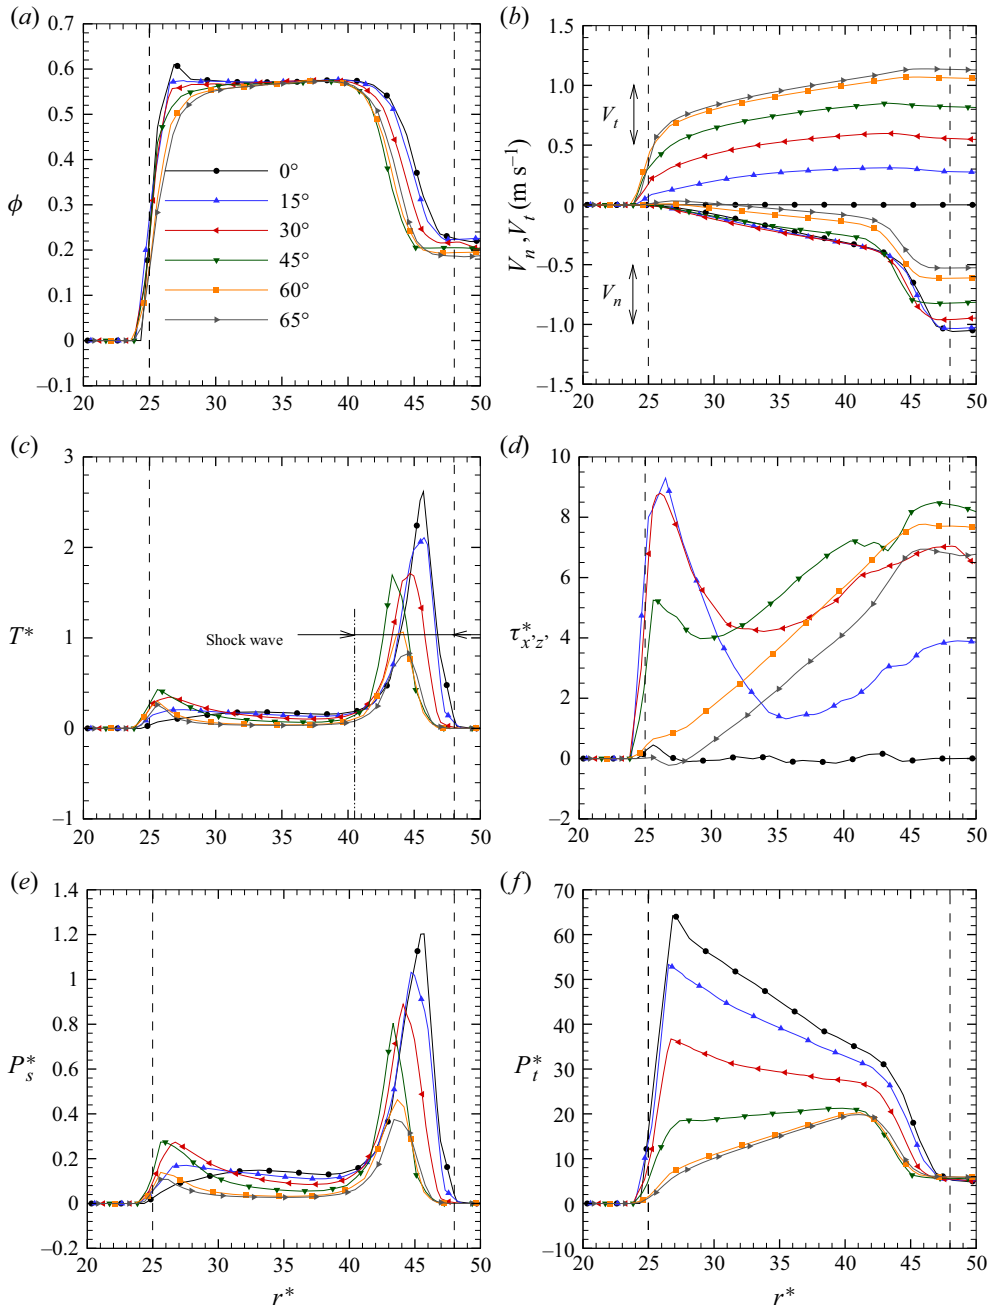 (a)
0.7
0.6
0.5
0.4
0.3
0.2
0.1
0
–0.1
ϕ
0°
15°
30°
45°
60°
65°
20 25 30 35 40 45 50
(b)
1.5
1.0
0.5
0
–0.5
–1.0
–1.5
V_n, V_t (m s⁻¹)
V_t
V_n
20 25 30 35 40 45 50
(c)
3
2
1
0
–1
T*
Shock wave
20 25 30 35 40 45 50
(d)
10
8
6
4
2
0
–2
τ*_{x'z'}
20 25 30 35 40 45 50
(e)
1.4
1.2
1.0
0.8
0.6
0.4
0.2
0
–0.2
P*_s
20 25 30 35 40 45 50
r*
(f)
70
60
50
40
30
20
10
0
–10
P*_t
20 25 30 35 40 45 50
r*